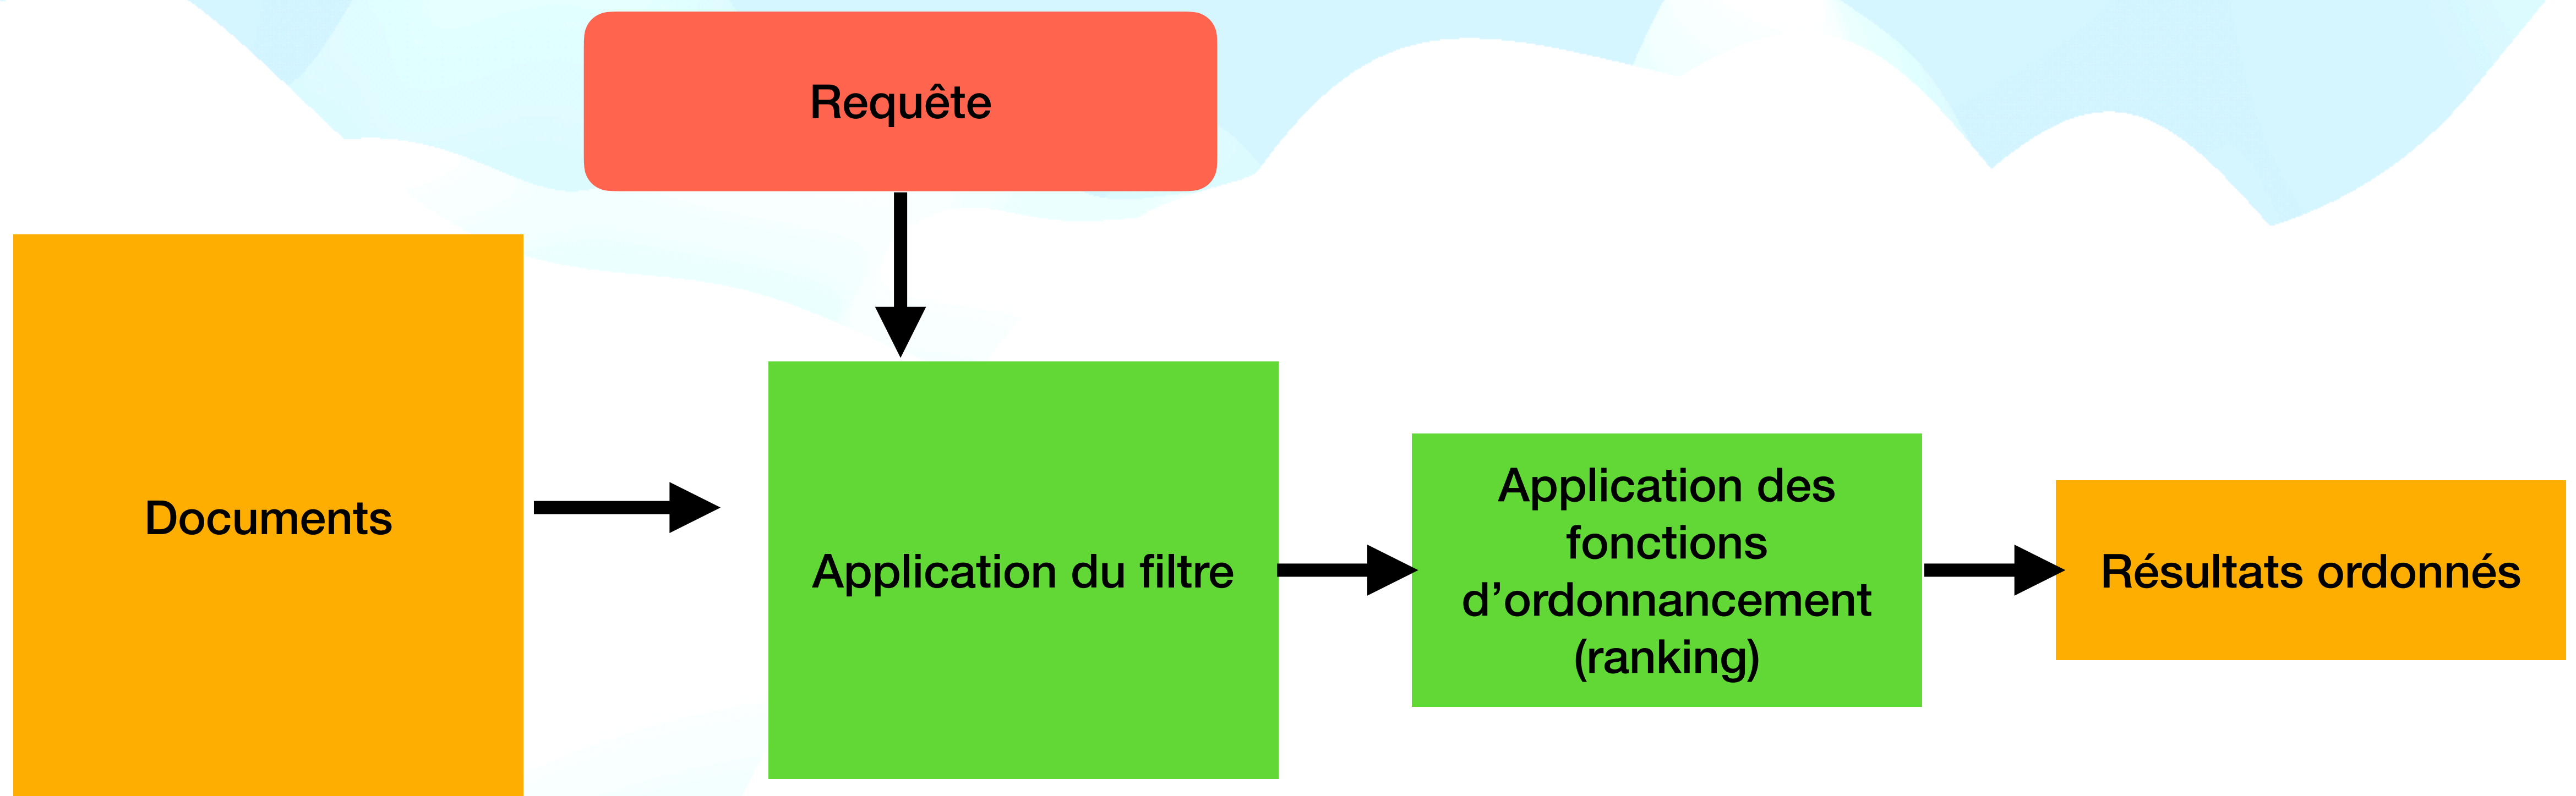 Requête
Documents
Application du filtre
Application des
fonctions
d’ordonnancement
(ranking)
Résultats ordonnés